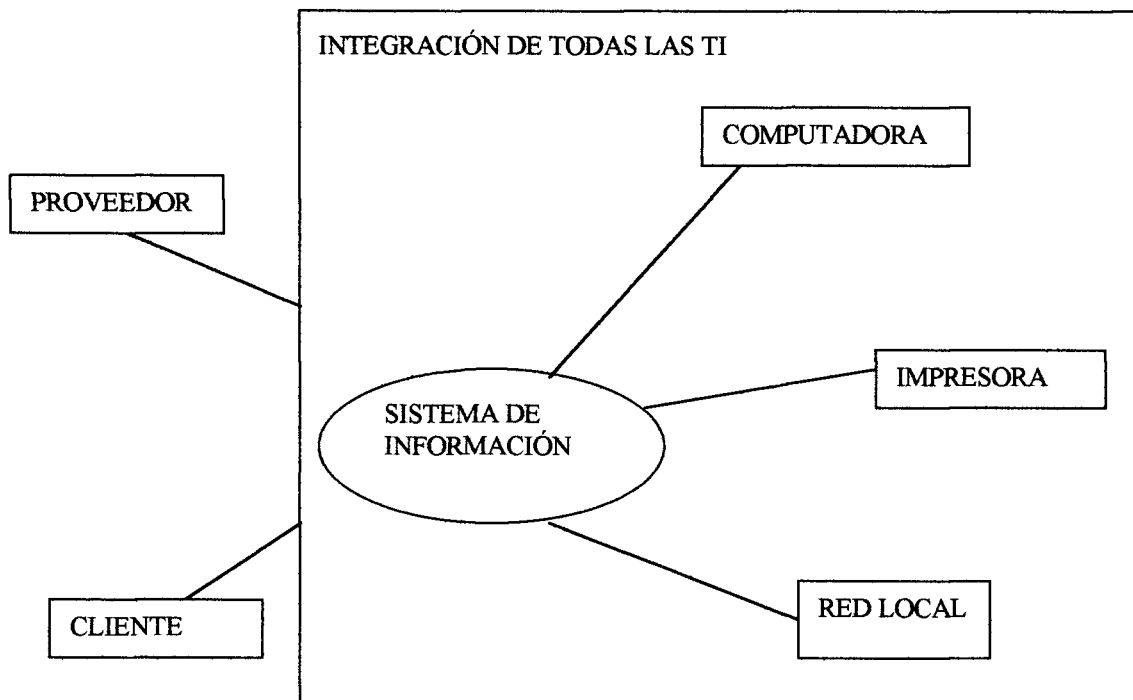 INTEGRACIÓN DE TODAS LAS TI
COMPUTADORA
PROVEEDOR
IMPRESORA
SISTEMA DE
INFORMACIÓN
RED LOCAL
CLIENTE